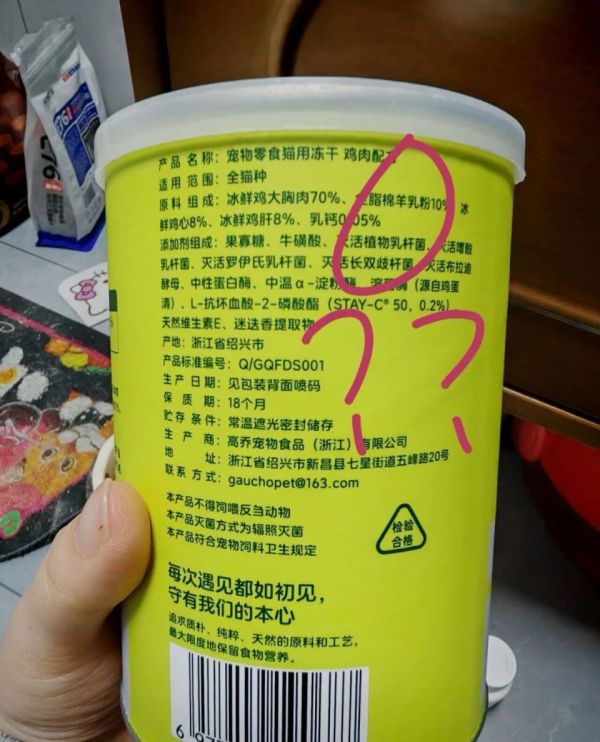 产品名称：宠物零食猫用冻干 鸡肉配
适用范围：全猫种
原料组成：冰鲜鸡大胸肉70%、全脂棉羊乳粉10%、冰
鲜鸡心8%、冰鲜鸡肝8%、乳钙0.05%
添加剂组成：果寡糖、牛磺酸、灭活植物乳杆菌、灭活嗜酸
乳杆菌、灭活罗伊氏乳杆菌、灭活长双歧杆菌、灭活布拉迪
酵母、中性蛋白酶、中温α-淀粉酶、溶菌酶（源自鸡蛋
清）、L-抗坏血酸-2-磷酸酯（STAY-C® 50，0.2%）
天然维生素E、迷迭香提取物
产地：浙江省绍兴市
产品标准编号：Q/GQFDS001
生产日期：见包装背面喷码
保质期：18个月
贮存条件：常温遮光密封储存
生产商：高乔宠物食品（浙江）有限公司
地址：浙江省绍兴市新昌县七星街道五峰路20号
联系方式：gauchopet@163.com
本产品不得饲喂反刍动物
本产品灭菌方式为辐照灭菌
本产品符合宠物饲料卫生规定
检验
合格
每次遇见都如初见，
守有我们的本心
追求质朴、纯粹、天然的原料和工艺，
最大限度地保留食物营养。
？？